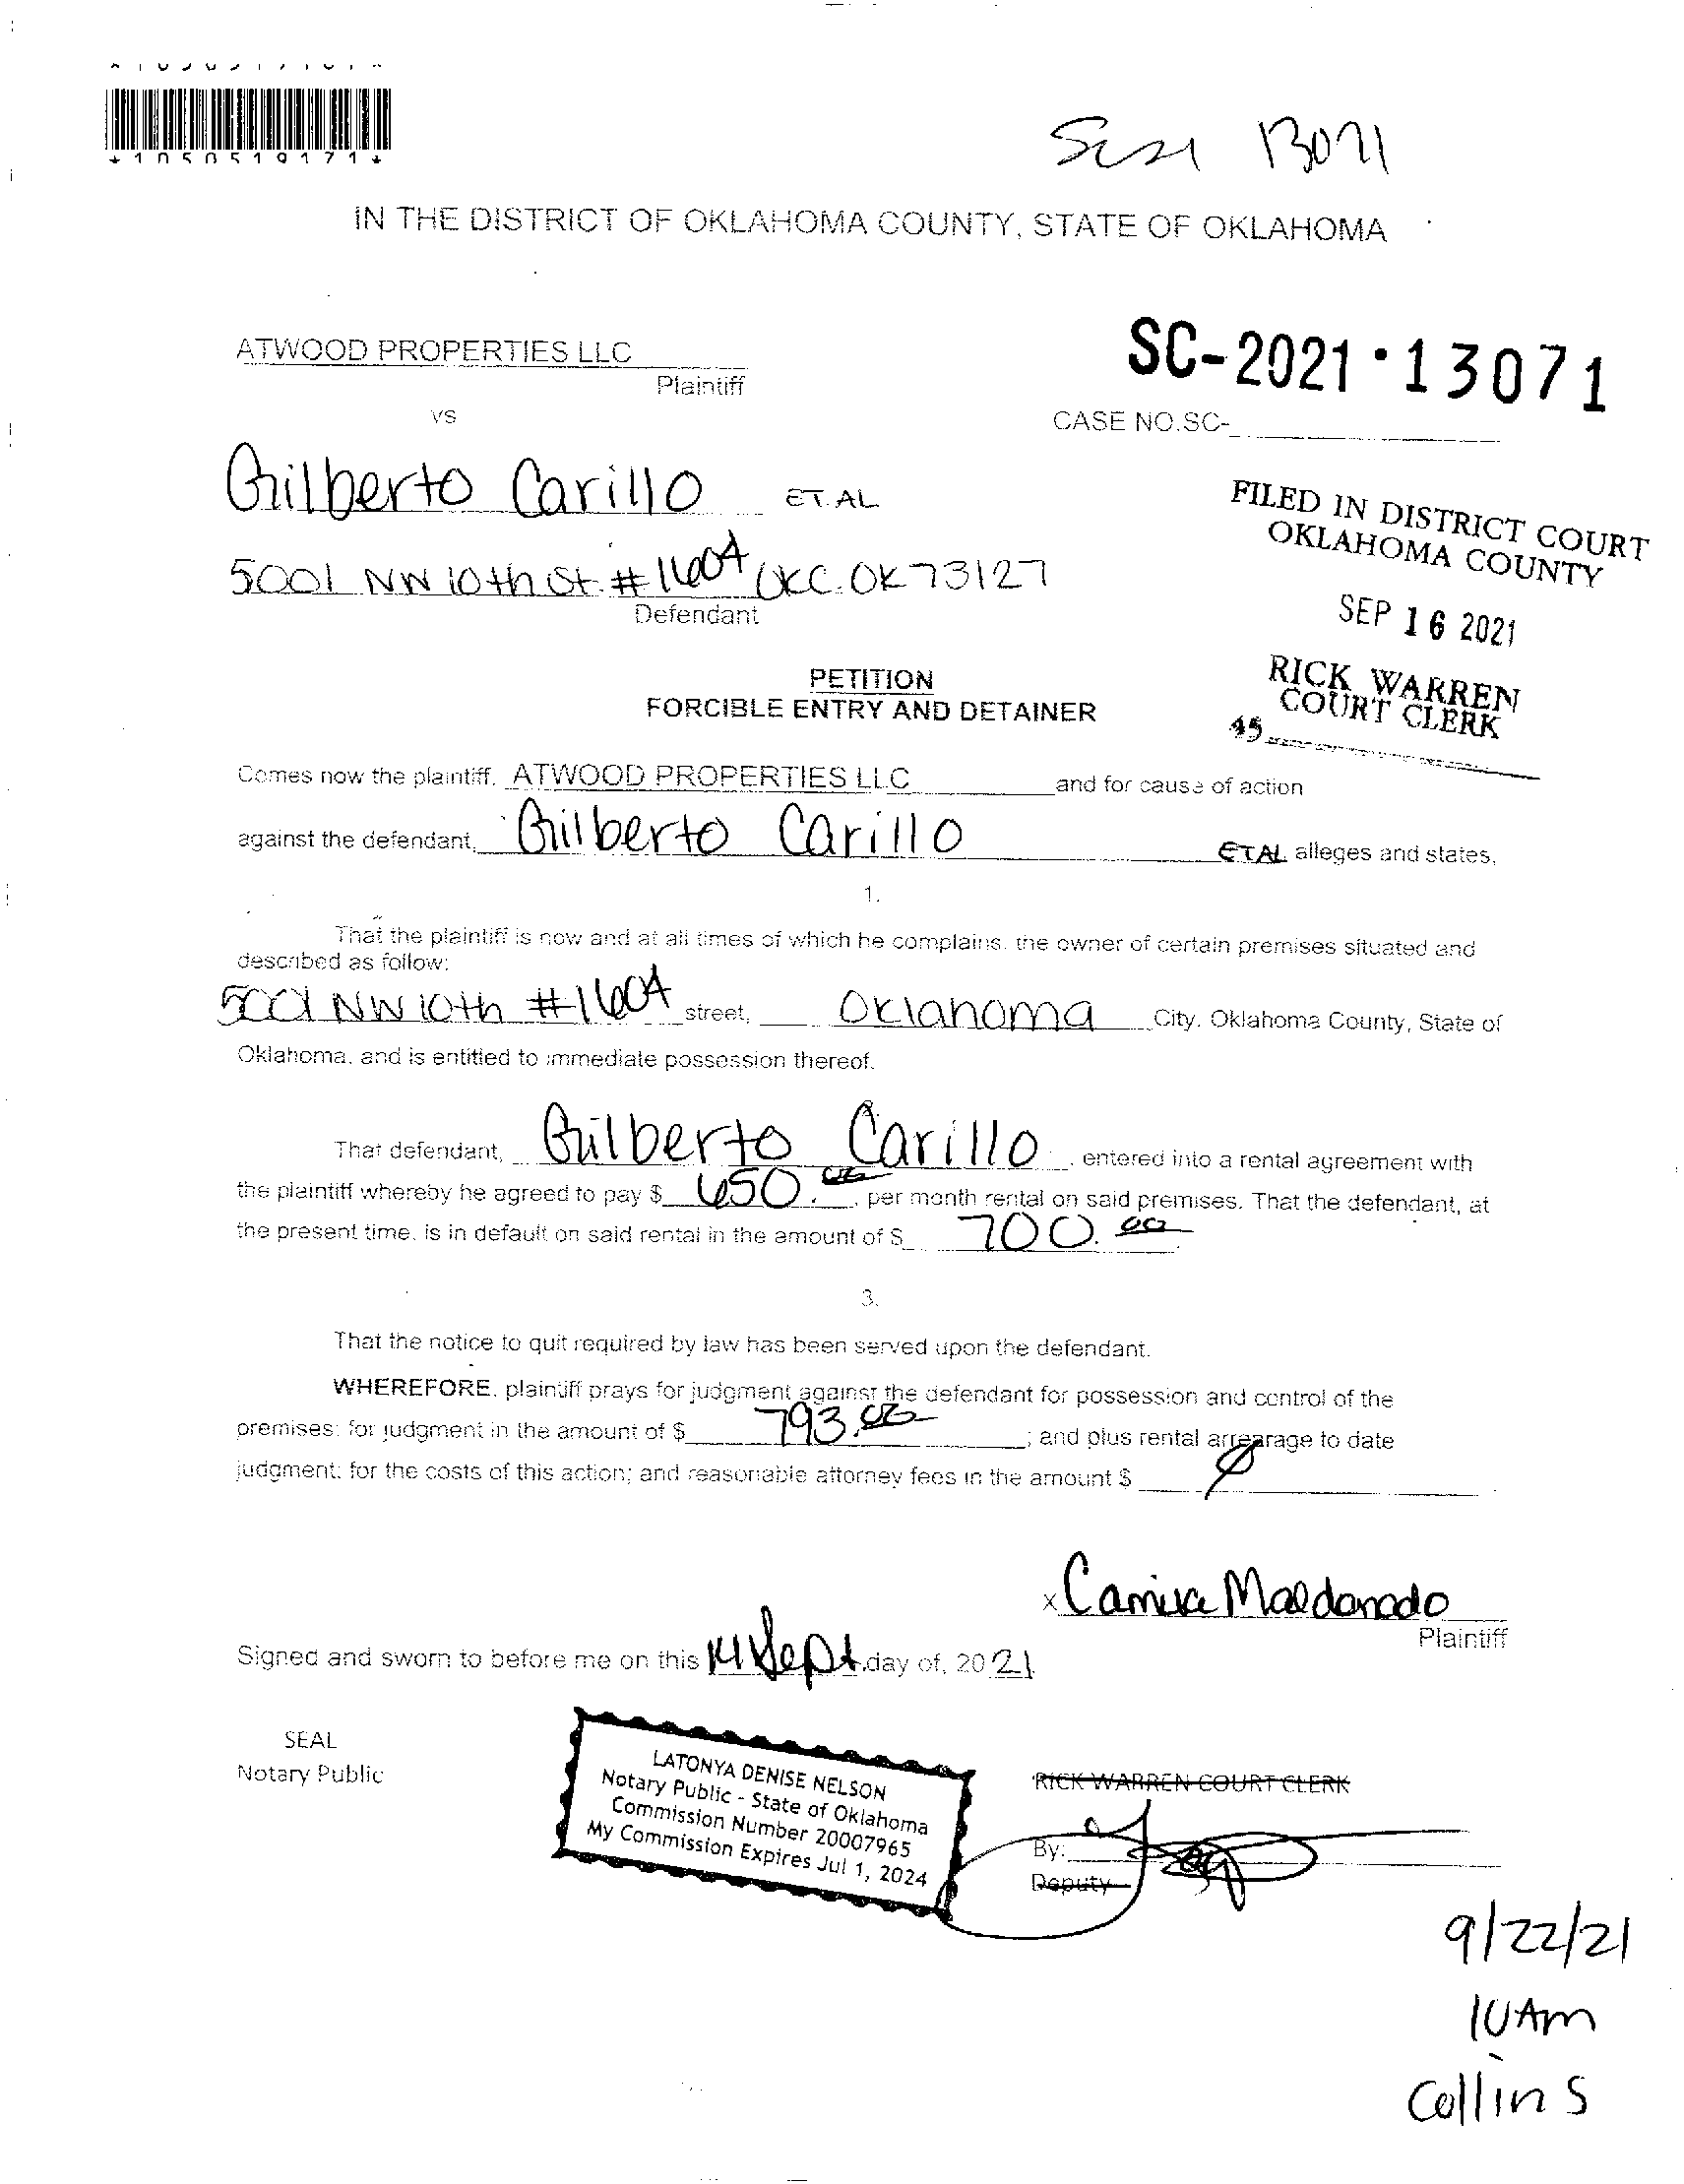 *1050519171*
13071
IN THE DISTRICT OF OKLAHOMA COUNTY, STATE OF OKLAHOMA
ATWOOD PROPERTIES LLC
Plaintiff
SC-2021·13071
vs
CASE NO.SC-
Gilberto Carillo ET. AL
FILED IN DISTRICT COURT
OKLAHOMA COUNTY
5001 NW 10th St. #1604 OKC. OK 73127
Defendant
SEP 16 2021
PETITION
FORCIBLE ENTRY AND DETAINER
RICK WARREN
COURT CLERK
45
Comes now the plaintiff, ATWOOD PROPERTIES LLC and for cause of action
against the defendant, Gilberto Carillo ETAL alleges and states,
1.
That the plaintiff is now and at all times of which he complains, the owner of certain premises situated and
described as follow:
5001 NW 10th #1604 street, Oklahoma City, Oklahoma County, State of
Oklahoma, and is entitled to immediate possession thereof.
That defendant, Gilberto Carillo, entered into a rental agreement with
the plaintiff whereby he agreed to pay $ 650.00, per month rental on said premises. That the defendant, at
the present time, is in default on said rental in the amount of $ 700.00
3.
That the notice to quit required by law has been served upon the defendant.
WHEREFORE, plaintiff prays for judgment against the defendant for possession and control of the
premises: for judgment in the amount of $ 793.00; and plus rental arrearage to date
judgment: for the costs of this action; and reasonable attorney fees in the amount $ Ø
x Maldonado
Plaintiff
Signed and sworn to before me on this 14 Sept. day of, 2021
SEAL
Notary Public
LATONYA DENISE NELSON
Notary Public - State of Oklahoma
Commission Number 20007965
My Commission Expires Jul 1, 2024
RICK WARREN COURT CLERK
By:
Deputy
9/22/21
10 Am
Collins